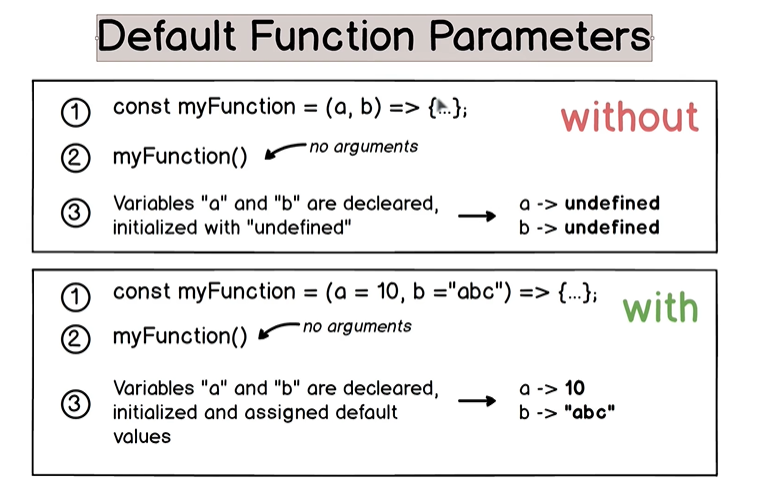 Default Function Parameters
without
① const myFunction = (a, b) => {...};
② myFunction()
no arguments
③ Variables "a" and "b" are decleared,
initialized with "undefined"
a -> undefined
b -> undefined
with
① const myFunction = (a = 10, b ="abc") => {...};
② myFunction()
no arguments
③ Variables "a" and "b" are decleared,
initialized and assigned default
values
a -> 10
b -> "abc"